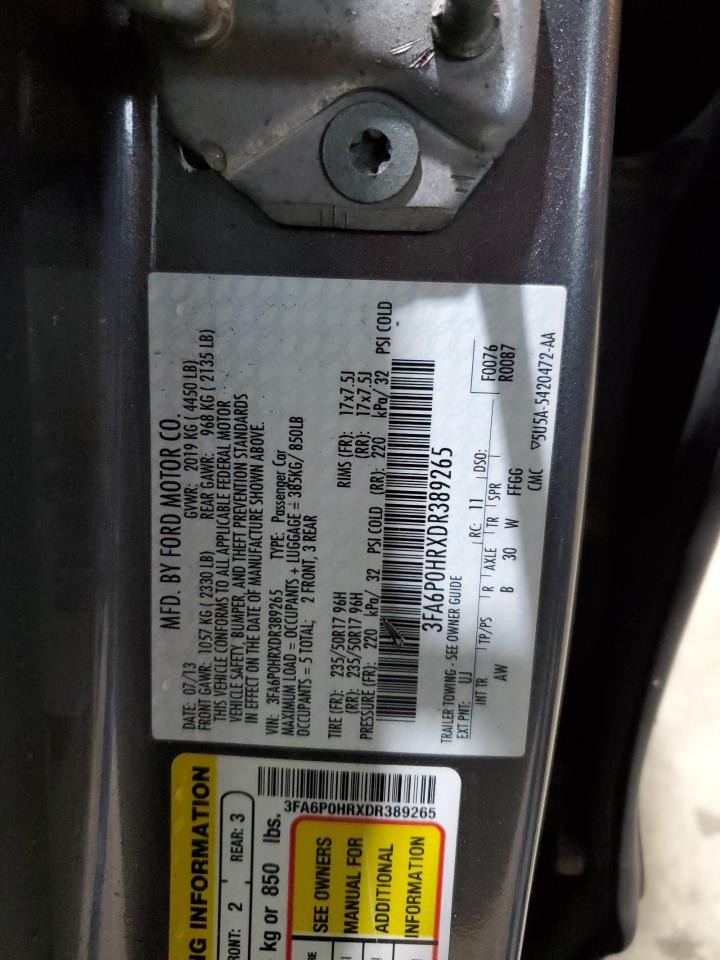 MFD. BY FORD MOTOR CO.
DATE: 07/13 GVWR: 2019 KG ( 4450 LB)
FRONT GAWR: 1057 KG ( 2330 LB) REAR GAWR: 968 KG ( 2135 LB)
THIS VEHICLE CONFORMS TO ALL APPLICABLE FEDERAL MOTOR
VEHICLE SAFETY, BUMPER, AND THEFT PREVENTION STANDARDS
IN EFFECT ON THE DATE OF MANUFACTURE SHOWN ABOVE.
VIN: 3FA6P0HRXDR389265 TYPE: Passenger Car
MAXIMUM LOAD = OCCUPANTS + LUGGAGE = 385KG/ 850LB
OCCUPANTS = 5 TOTAL; 2 FRONT, 3 REAR
TIRE (FR): 235/50R17 96H RIMS (FR): 17x7.5J
(RR): 235/50R17 96H (RR): 17x7.5J
PRESSURE (FR): 220 kPa/ 32 PSI COLD (RR): 220 kPa/ 32 PSI COLD
3FA6P0HRXDR389265
TRAILER TOWING - SEE OWNER GUIDE F0076
EXT PNT: UJ RC: 11 DSO: R0087
INT TR TP/PS R AXLE TR SPR
AW B 30 W FFGG
CMC ▽5U5A-5420472-AA
NG INFORMATION
RONT: 2 REAR: 3
kg or 850 lbs.
3FA6P0HRXDR389265
SEE OWNERS
MANUAL FOR
ADDITIONAL
INFORMATION